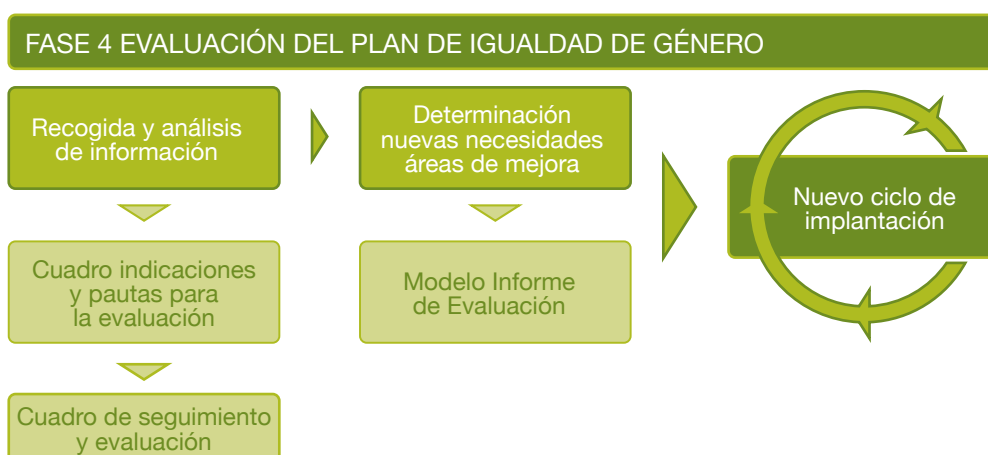 FASE 4 EVALUACIÓN DEL PLAN DE IGUALDAD DE GÉNERO
Recogida y análisis
de información
Cuadro indicaciones
y pautas para
la evaluación
Cuadro de seguimiento
y evaluación
Determinación
nuevas necesidades
áreas de mejora
Modelo Informe
de Evaluación
Nuevo ciclo de
implantación